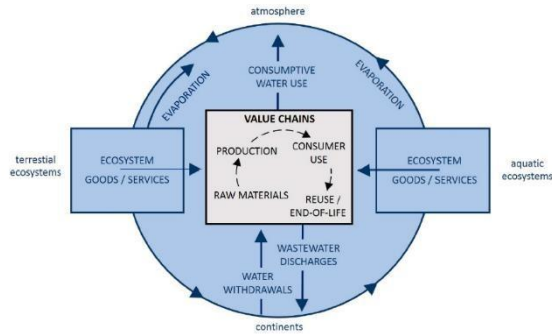 atmosphere
CONSUMPTIVE
WATER USE
EVAPORATION
EVAPORATION
VALUE CHAINS
PRODUCTION
CONSUMER
USE
RAW MATERIALS
REUSE /
END-OF-LIFE
terrestial
ecosystems
ECOSYSTEM
GOODS / SERVICES
ECOSYSTEM
GOODS / SERVICES
aquatic
ecosystems
WASTEWATER
DISCHARGES
WATER
WITHDRAWALS
continents